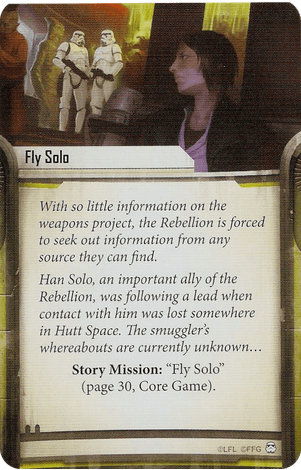 Fly Solo
With so little information on the
weapons project, the Rebellion is forced
to seek out information from any
source they can find.
Han Solo, an important ally of the
Rebellion, was following a lead when
contact with him was lost somewhere
in Hutt Space. The smuggler's
whereabouts are currently unknown…
Story Mission: “Fly Solo”
(page 30, Core Game).
©LFL ©FFG